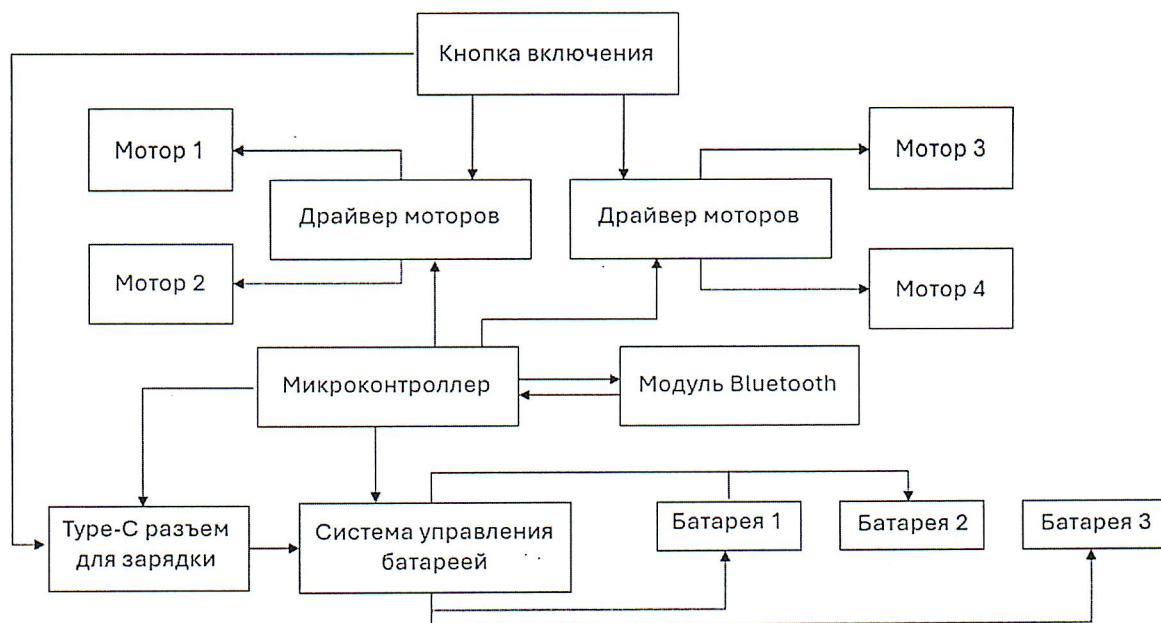 Кнопка включения
Мотор 1
Мотор 3
Драйвер моторов
Драйвер моторов
Мотор 2
Мотор 4
Микроконтроллер
Модуль Bluetooth
Type-C разъем
для зарядки
Система управления
батареей
Батарея 1
Батарея 2
Батарея 3